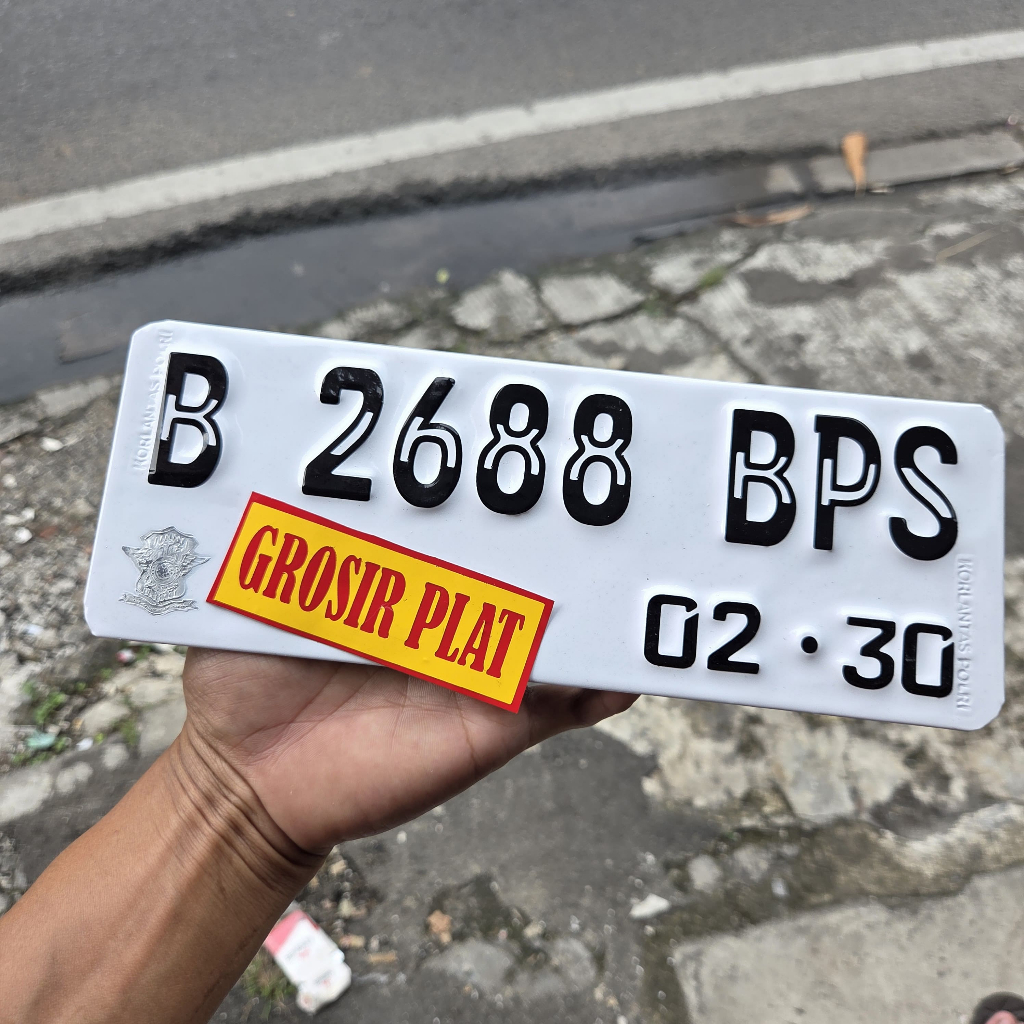 B 2688 BPS
GROSIR PLAT
02 • 30
KORLANTAS POLRI
KORLANTAS POLRI